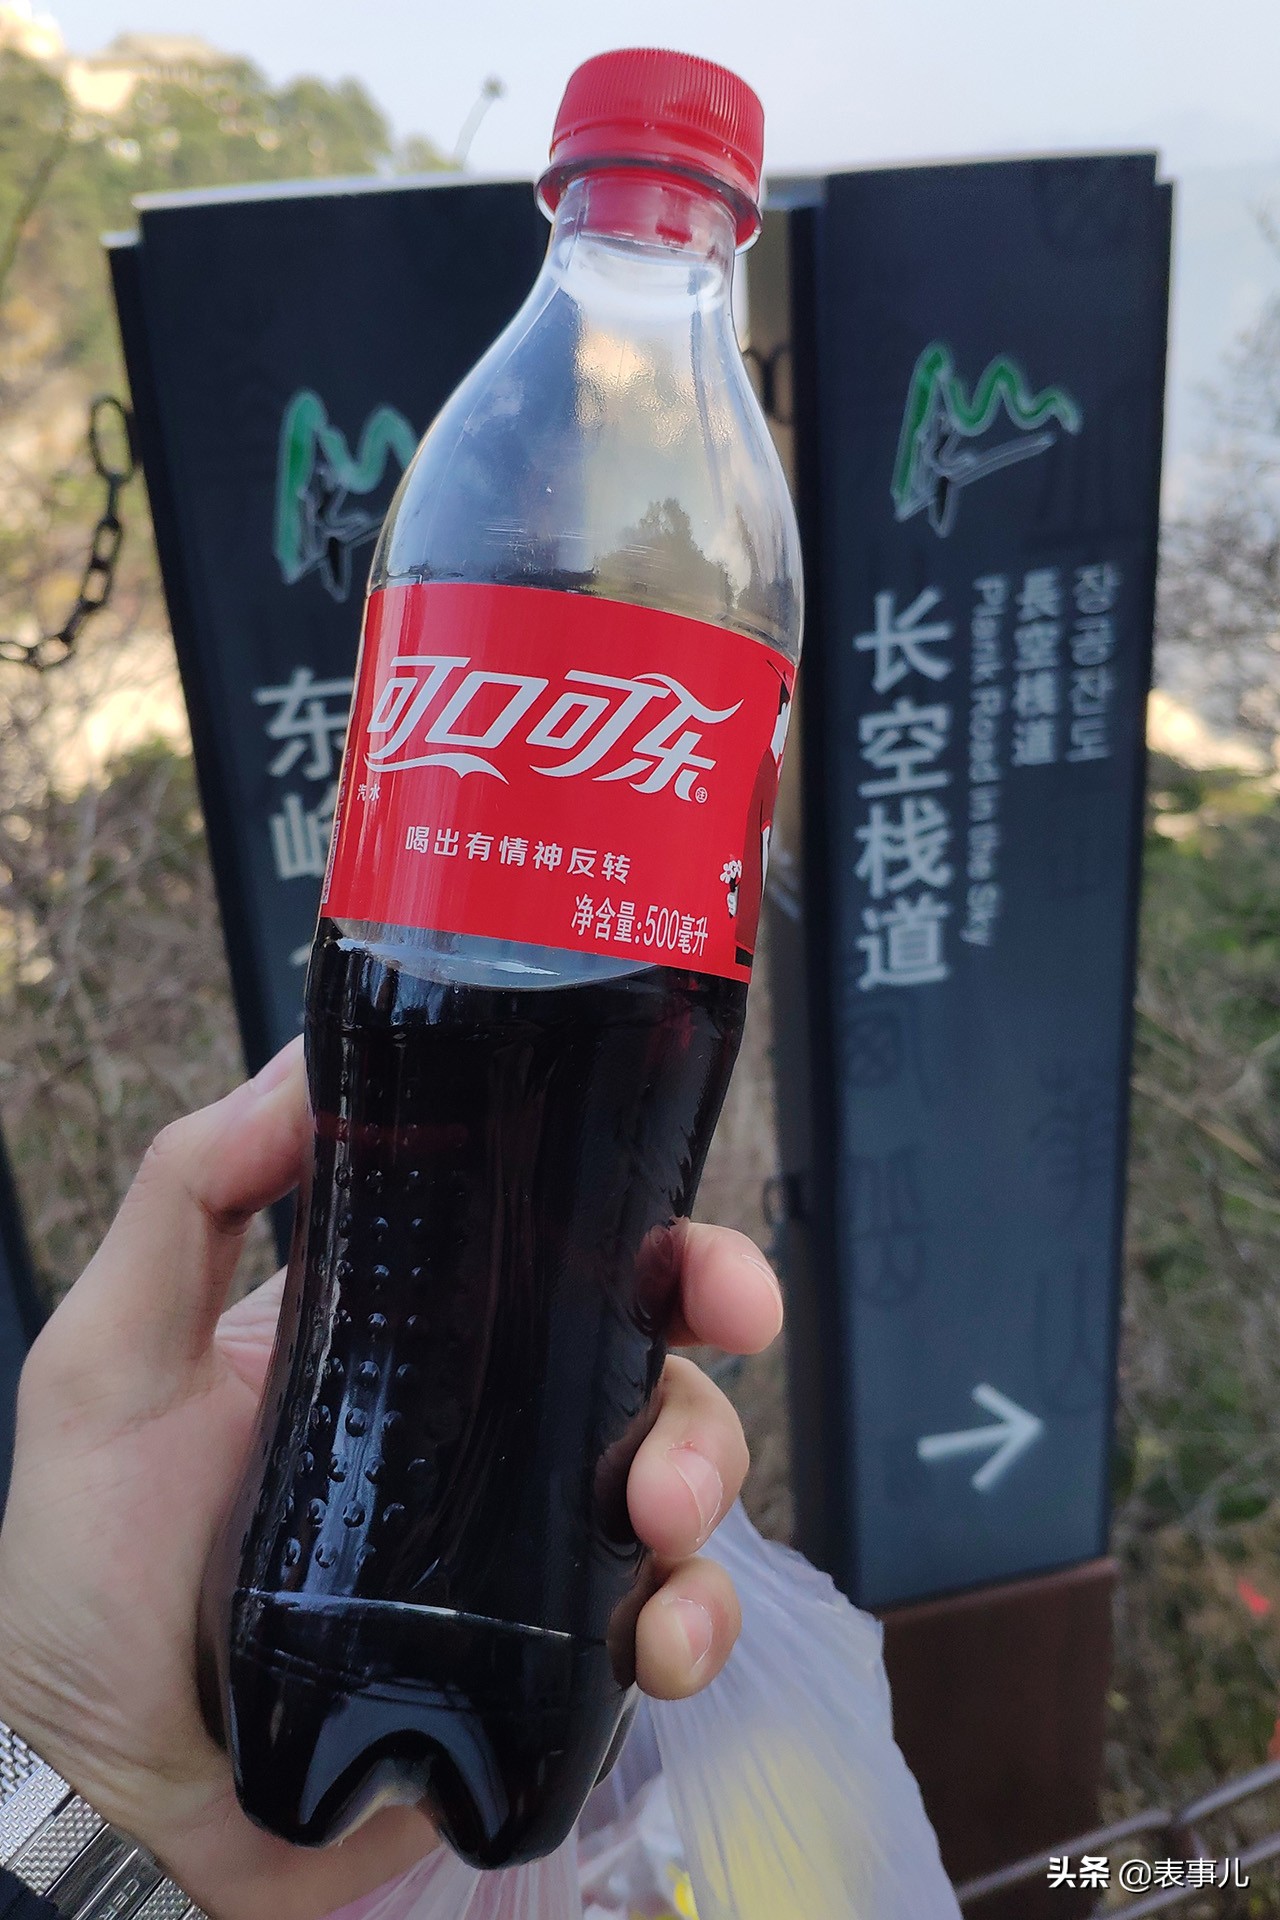 可口可乐
汽水
喝出有情神反转
净含量:500毫升
东
峰
长空栈道
Plank Road in the Sky
長空栈道
장공잔도
头条 @表事儿